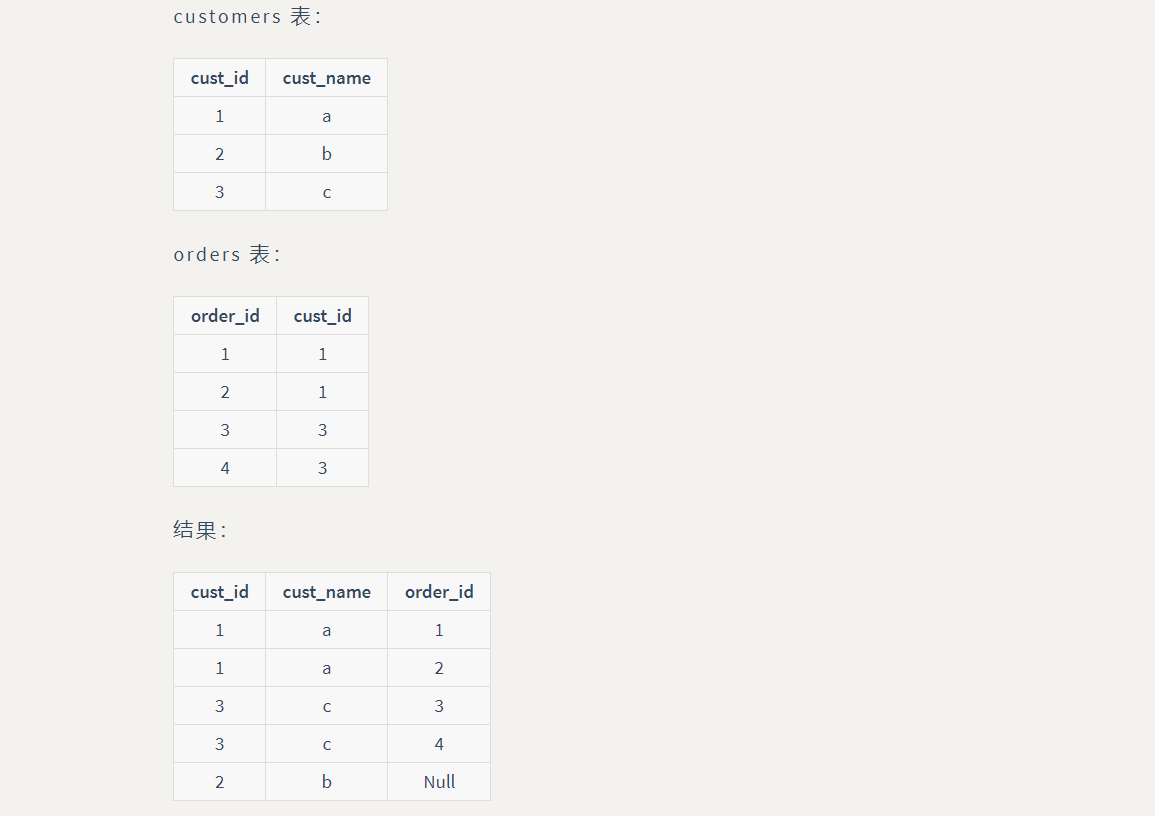 customers 表：
cust_id cust_name
1 a
2 b
3 c
orders 表：
order_id cust_id
1 1
2 1
3 3
4 3
结果：
cust_id cust_name order_id
1 a 1
1 a 2
3 c 3
3 c 4
2 b Null